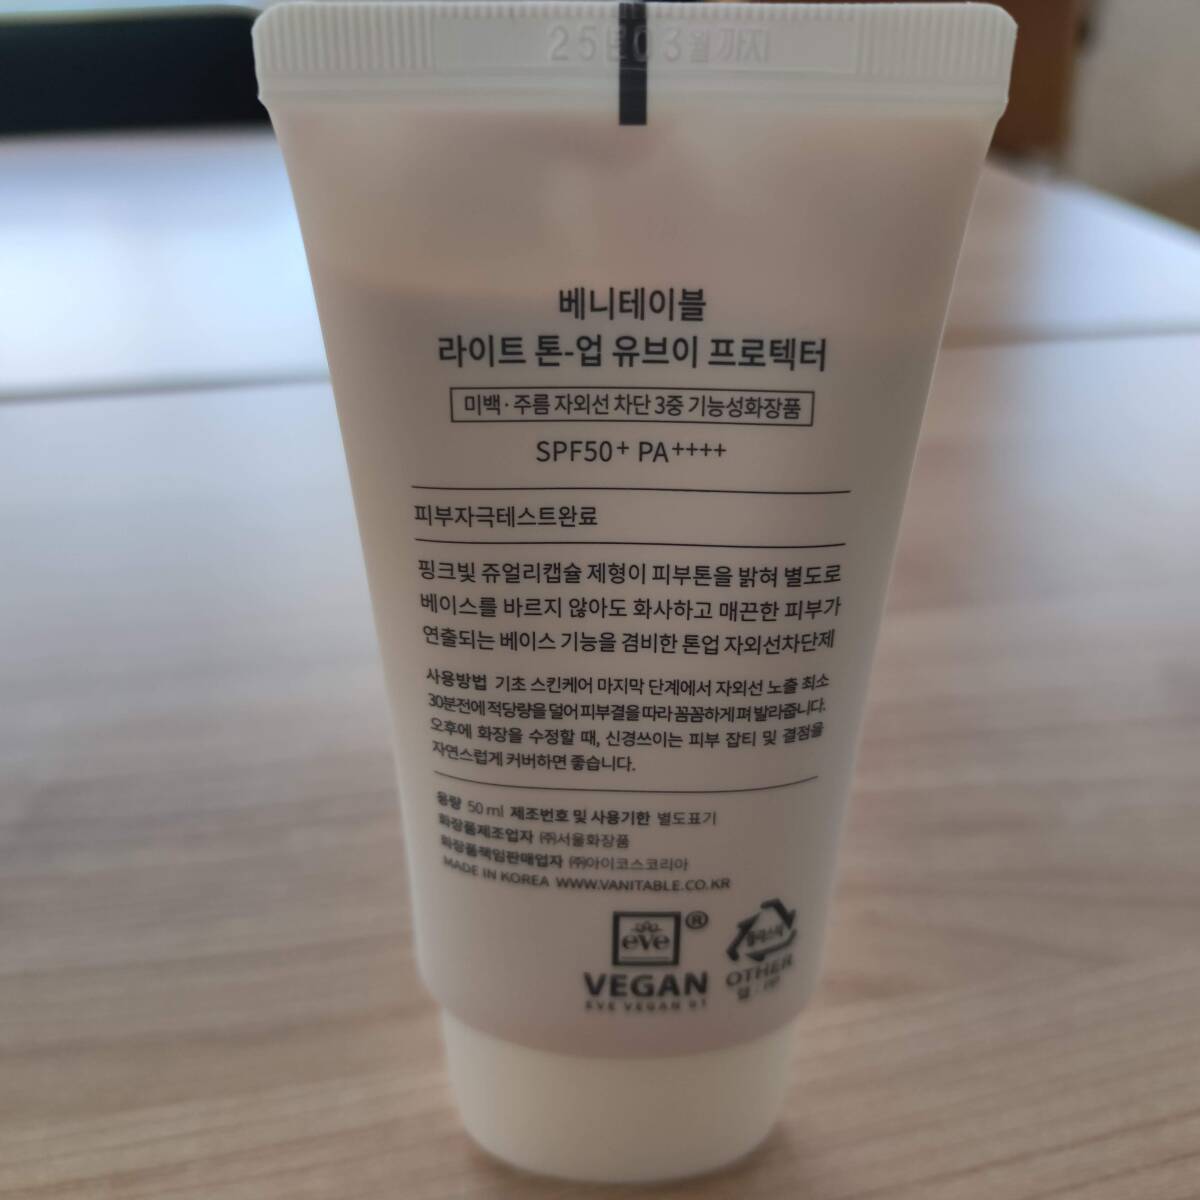 25년03월까지
베니테이블
라이트 톤-업 유브이 프로텍터
미백·주름 자외선 차단 3중 기능성화장품
SPF50+ PA++++
피부자극테스트완료
핑크빛 쥬얼리캡슐 제형이 피부톤을 밝혀 별도로
베이스를 바르지 않아도 화사하고 매끈한 피부가
연출되는 베이스 기능을 겸비한 톤업 자외선차단제
사용방법 기초 스킨케어 마지막 단계에서 자외선 노출 최소
30분전에 적당량을 덜어 피부결을 따라 꼼꼼하게 펴 발라줍니다.
오후에 화장을 수정할 때, 신경쓰이는 피부 잡티 및 결점을
자연스럽게 커버하면 좋습니다.
용량 50 ml 제조번호 및 사용기한 별도표기
화장품제조업자 ㈜서울화장품
화장품책임판매업자 ㈜아이코스코리아
MADE IN KOREA WWW.VANITABLE.CO.KR
eve ®
VEGAN
EVE VEGAN
플라스틱
OTHER